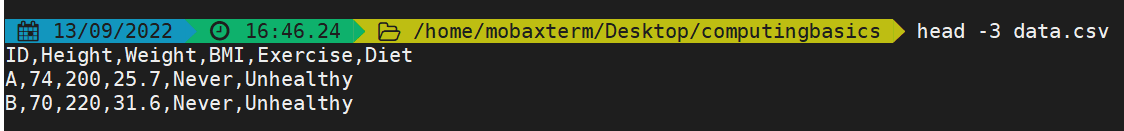 13/09/2022 16:46.24 /home/mobaxterm/Desktop/computingbasics head -3 data.csv
ID,Height,Weight,BMI,Exercise,Diet
A,74,200,25.7,Never,Unhealthy
B,70,220,31.6,Never,Unhealthy